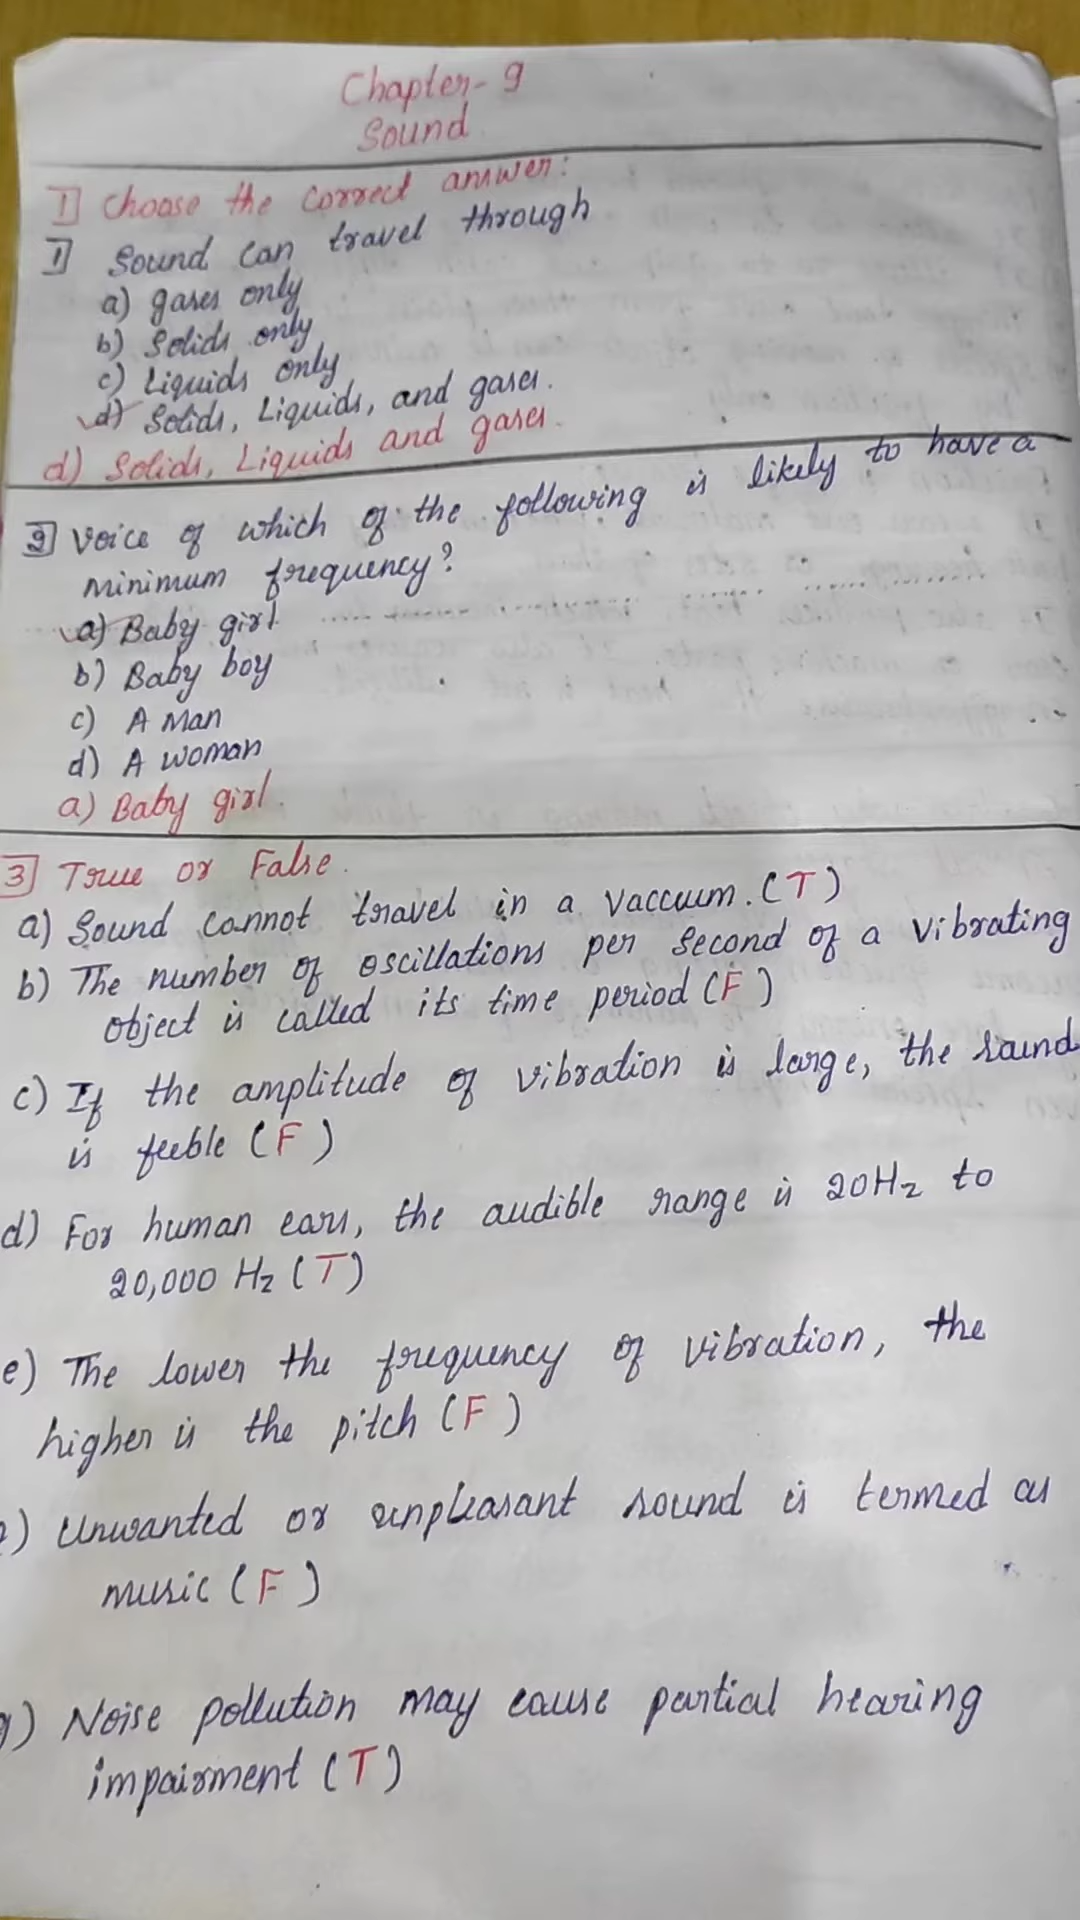 Chapter-9
Sound
1 Choose the correct answer:
1 Sound can travel through
a) gases only
b) Solids only
c) Liquids only
d) Solids, Liquids, and gases.
d) Solids, Liquids and gases.
2 Voice of which of the following is likely to have a
minimum frequency?
a) Baby girl
b) Baby boy
c) A Man
d) A woman
a) Baby girl.
3 True or False.
a) Sound cannot travel in a vaccuum. (T)
b) The number of oscillations per second of a vibrating
object is called its time period (F)
c) If the amplitude of vibration is large, the sound
is feeble (F)
d) For human ears, the audible range is 20Hz to
20,000 Hz (T)
e) The lower the frequency of vibration, the
higher is the pitch (F)
) Unwanted or unpleasant sound is termed as
music (F)
g) Noise pollution may cause partial hearing
impairment (T)